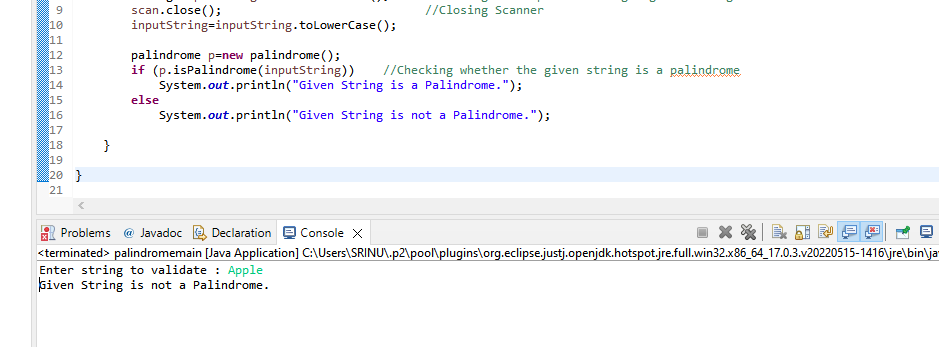 9 scan.close(); //Closing Scanner
10 inputString=inputString.toLowerCase();
11
12 palindrome p=new palindrome();
13 if (p.isPalindrome(inputString)) //Checking whether the given string is a palindrome
14 System.out.println("Given String is a Palindrome.");
15 else
16 System.out.println("Given String is not a Palindrome.");
17
18 }
19
20 }
21
Problems @ Javadoc Declaration Console
<terminated> palindromemain [Java Application] C:\Users\SRINU\.p2\pool\plugins\org.eclipse.justj.openjdk.hotspot.jre.full.win32.x86_64_17.0.3.v20220515-1416\jre\bin\ja
Enter string to validate : Apple
Given String is not a Palindrome.